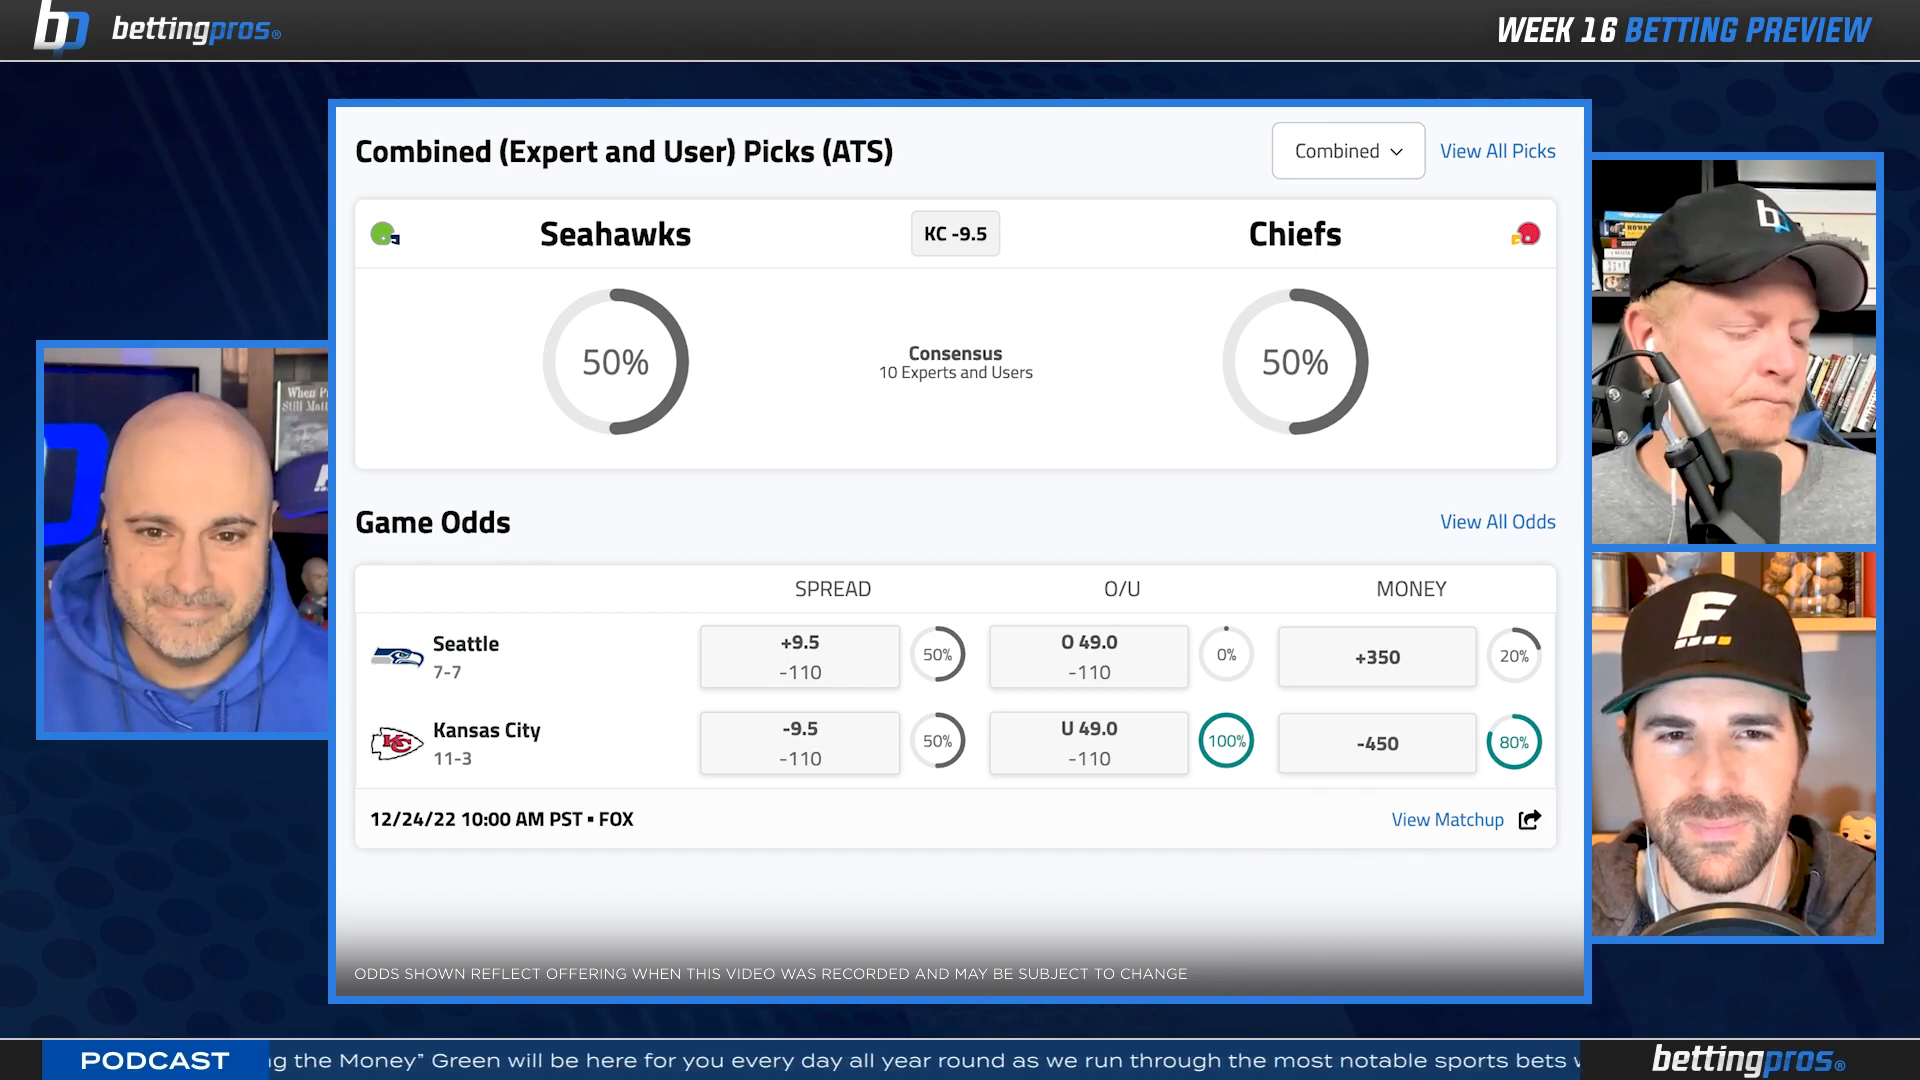 bp bettingpros®
WEEK 16 BETTING PREVIEW
Combined (Expert and User) Picks (ATS)
Combined
View All Picks
Seahawks
KC -9.5
Chiefs
50%
Consensus
10 Experts and Users
50%
Game Odds
View All Odds
SPREAD
O/U
MONEY
Seattle
7-7
+9.5
-110
50%
O 49.0
-110
0%
+350
20%
Kansas City
11-3
-9.5
-110
50%
U 49.0
-110
100%
-450
80%
12/24/22 10:00 AM PST ▪ FOX
View Matchup
ODDS SHOWN REFLECT OFFERING WHEN THIS VIDEO WAS RECORDED AND MAY BE SUBJECT TO CHANGE
When
Still
b
F
KC
PODCAST
the Money" Green will be here for you every day all year round as we run through the most notable sports bets
bettingpros®